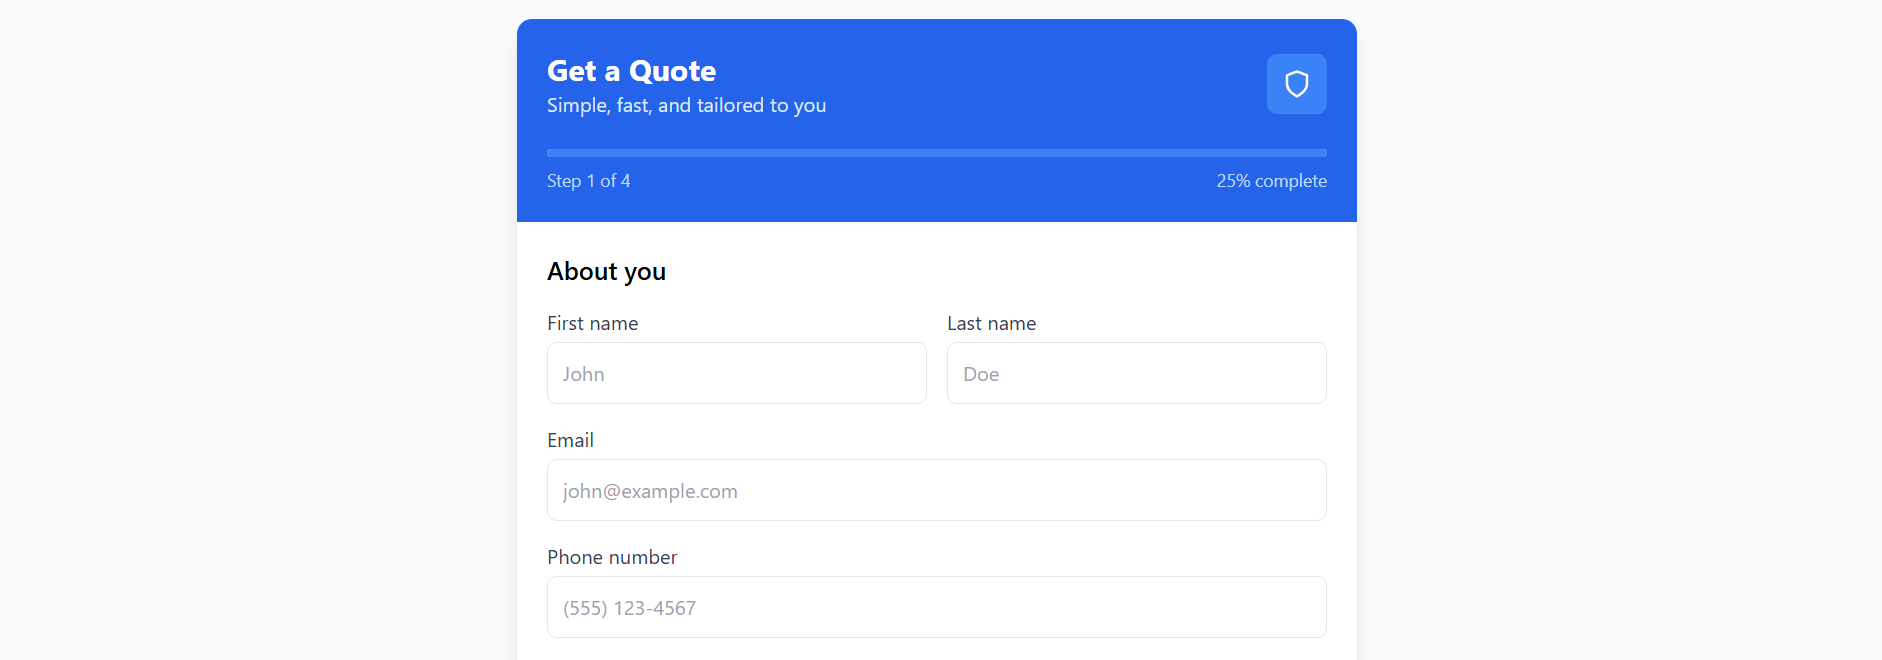 Get a Quote
Simple, fast, and tailored to you
Step 1 of 4
25% complete
About you
First name
Last name
John
Doe
Email
john@example.com
Phone number
(555) 123-4567